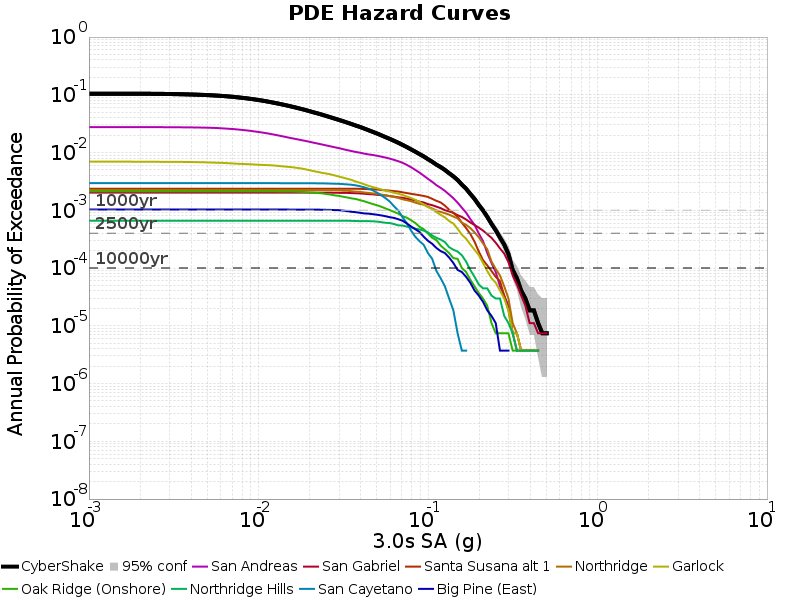 PDE Hazard Curves
Annual Probability of Exceedance
10^0
10^-1
10^-2
10^-3
10^-4
10^-5
10^-6
10^-7
10^-8
1000yr
2500yr
10000yr
10^-3 10^-2 10^-1 10^0 10^1
3.0s SA (g)
CyberShake 95% conf San Andreas San Gabriel Santa Susana alt 1 Northridge Garlock
Oak Ridge (Onshore) Northridge Hills San Cayetano Big Pine (East)